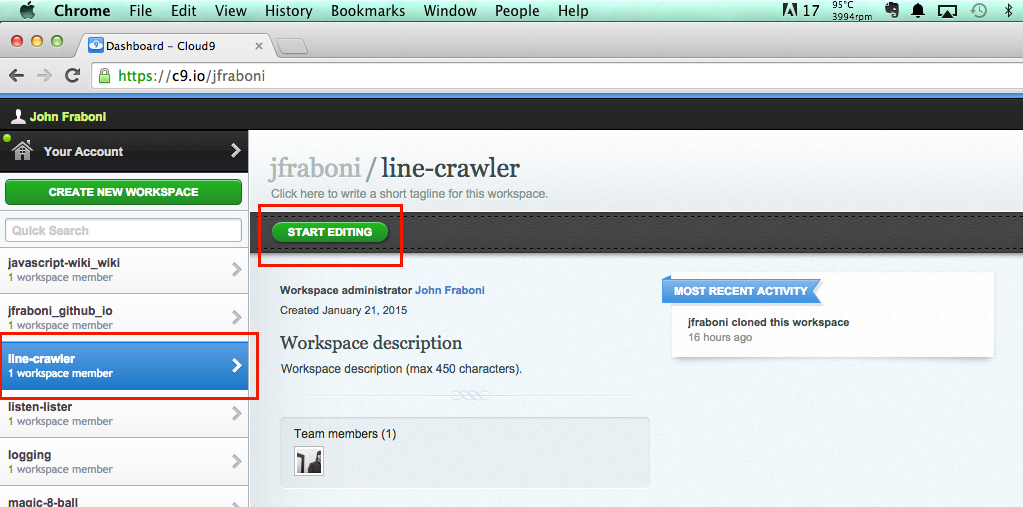 Chrome File Edit View History Bookmarks Window People Help 17 95°C 3994rpm
Dashboard – Cloud9
https://c9.io/jfraboni
John Fraboni
Your Account
CREATE NEW WORKSPACE
Quick Search
javascript-wiki_wiki
1 workspace member
jfraboni_github_io
1 workspace member
line-crawler
1 workspace member
listen-lister
1 workspace member
logging
1 workspace member
magic-8-ball
jfraboni / line-crawler
Click here to write a short tagline for this workspace.
START EDITING
Workspace administrator John Fraboni
Created January 21, 2015
Workspace description
Workspace description (max 450 characters).
Team members (1)
MOST RECENT ACTIVITY
jfraboni cloned this workspace
16 hours ago